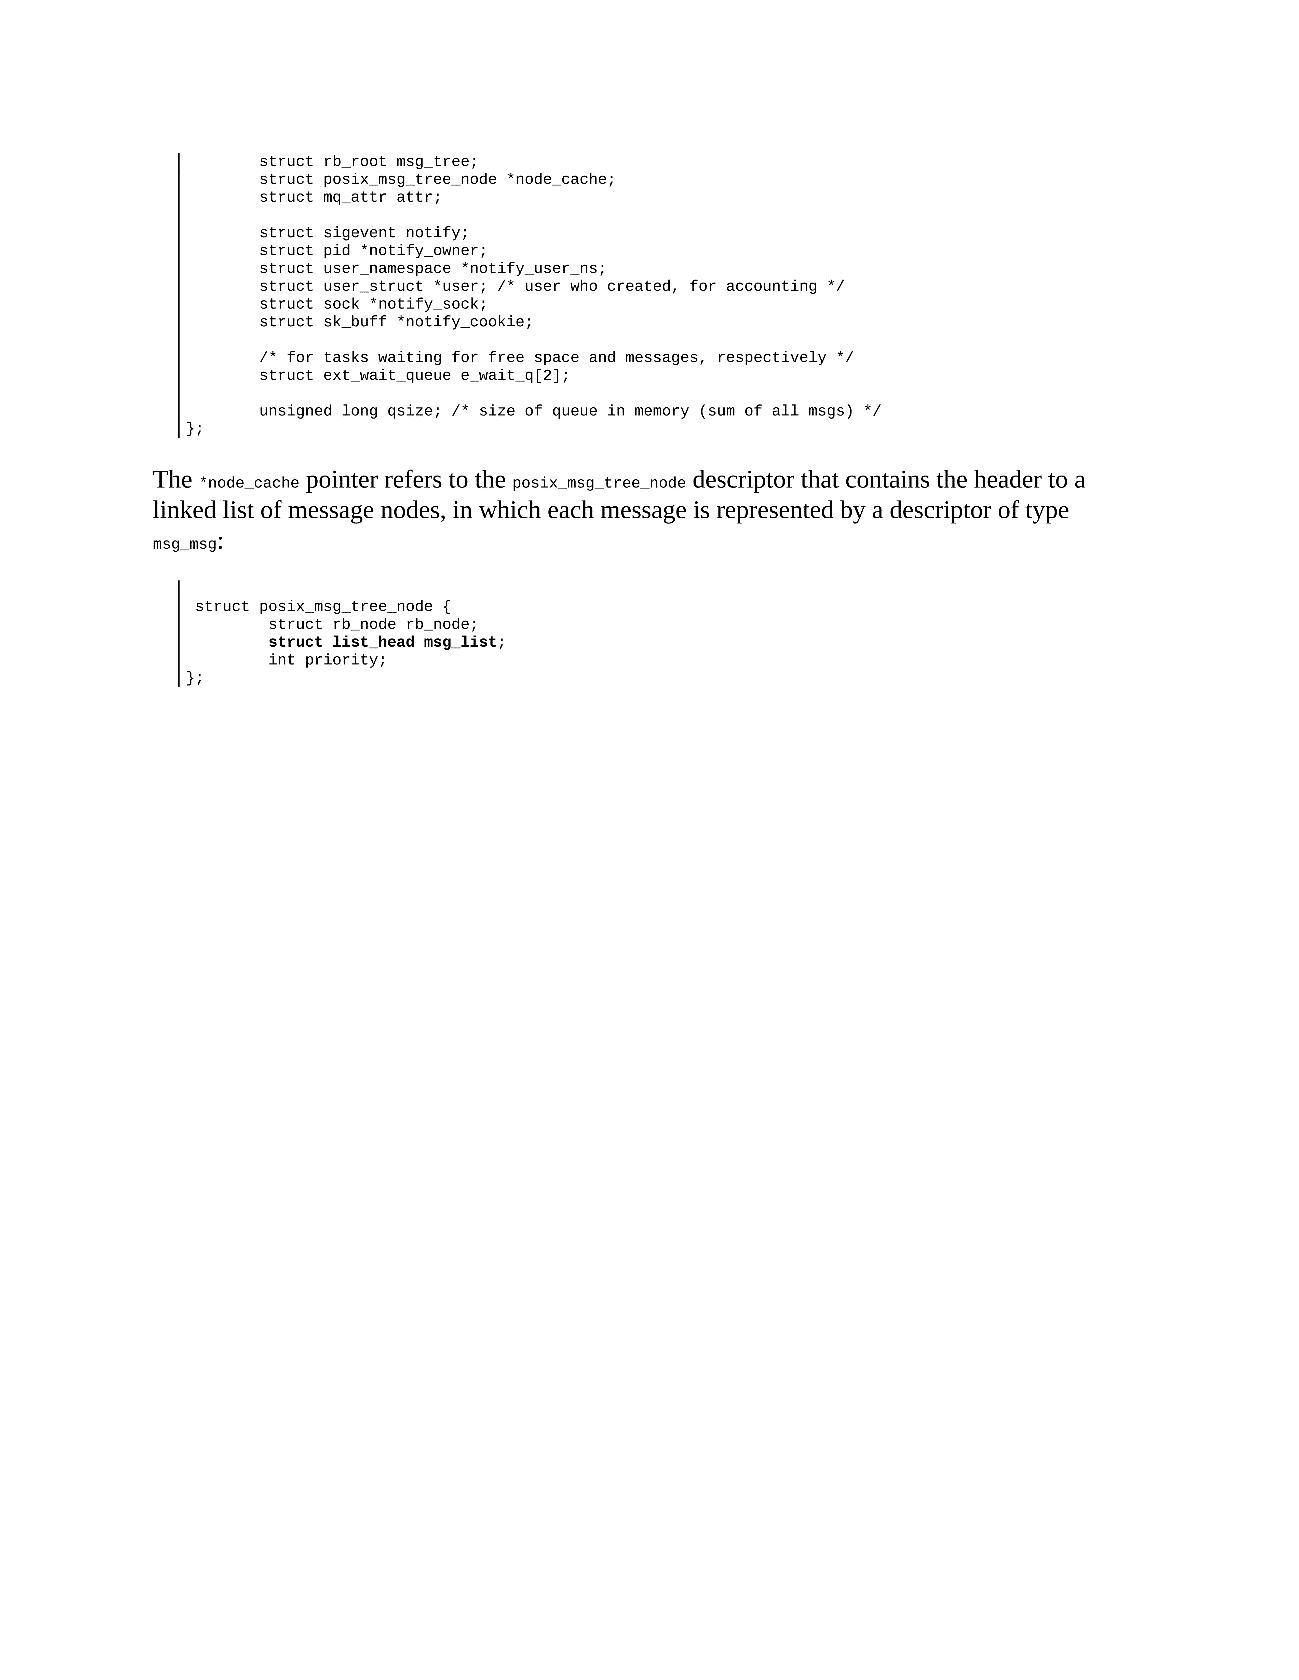 struct rb_root msg_tree;
struct posix_msg_tree_node *node_cache;
struct mq_attr attr;
struct sigevent notify;
struct pid *notify_owner;
struct user_namespace *notify_user_ns;
struct user_struct *user; /* user who created, for accounting */
struct sock *notify_sock;
struct sk_buff *notify_cookie;
/* for tasks waiting for free space and messages, respectively */
struct ext_wait_queue e_wait_q[2];
unsigned long qsize; /* size of queue in memory (sum of all msgs) */
};
The *node_cache pointer refers to the posix_msg_tree_node descriptor that contains the header to a
linked list of message nodes, in which each message is represented by a descriptor of type
msg_msg:
struct posix_msg_tree_node {
struct rb_node rb_node;
struct list_head msg_list;
int priority;
};